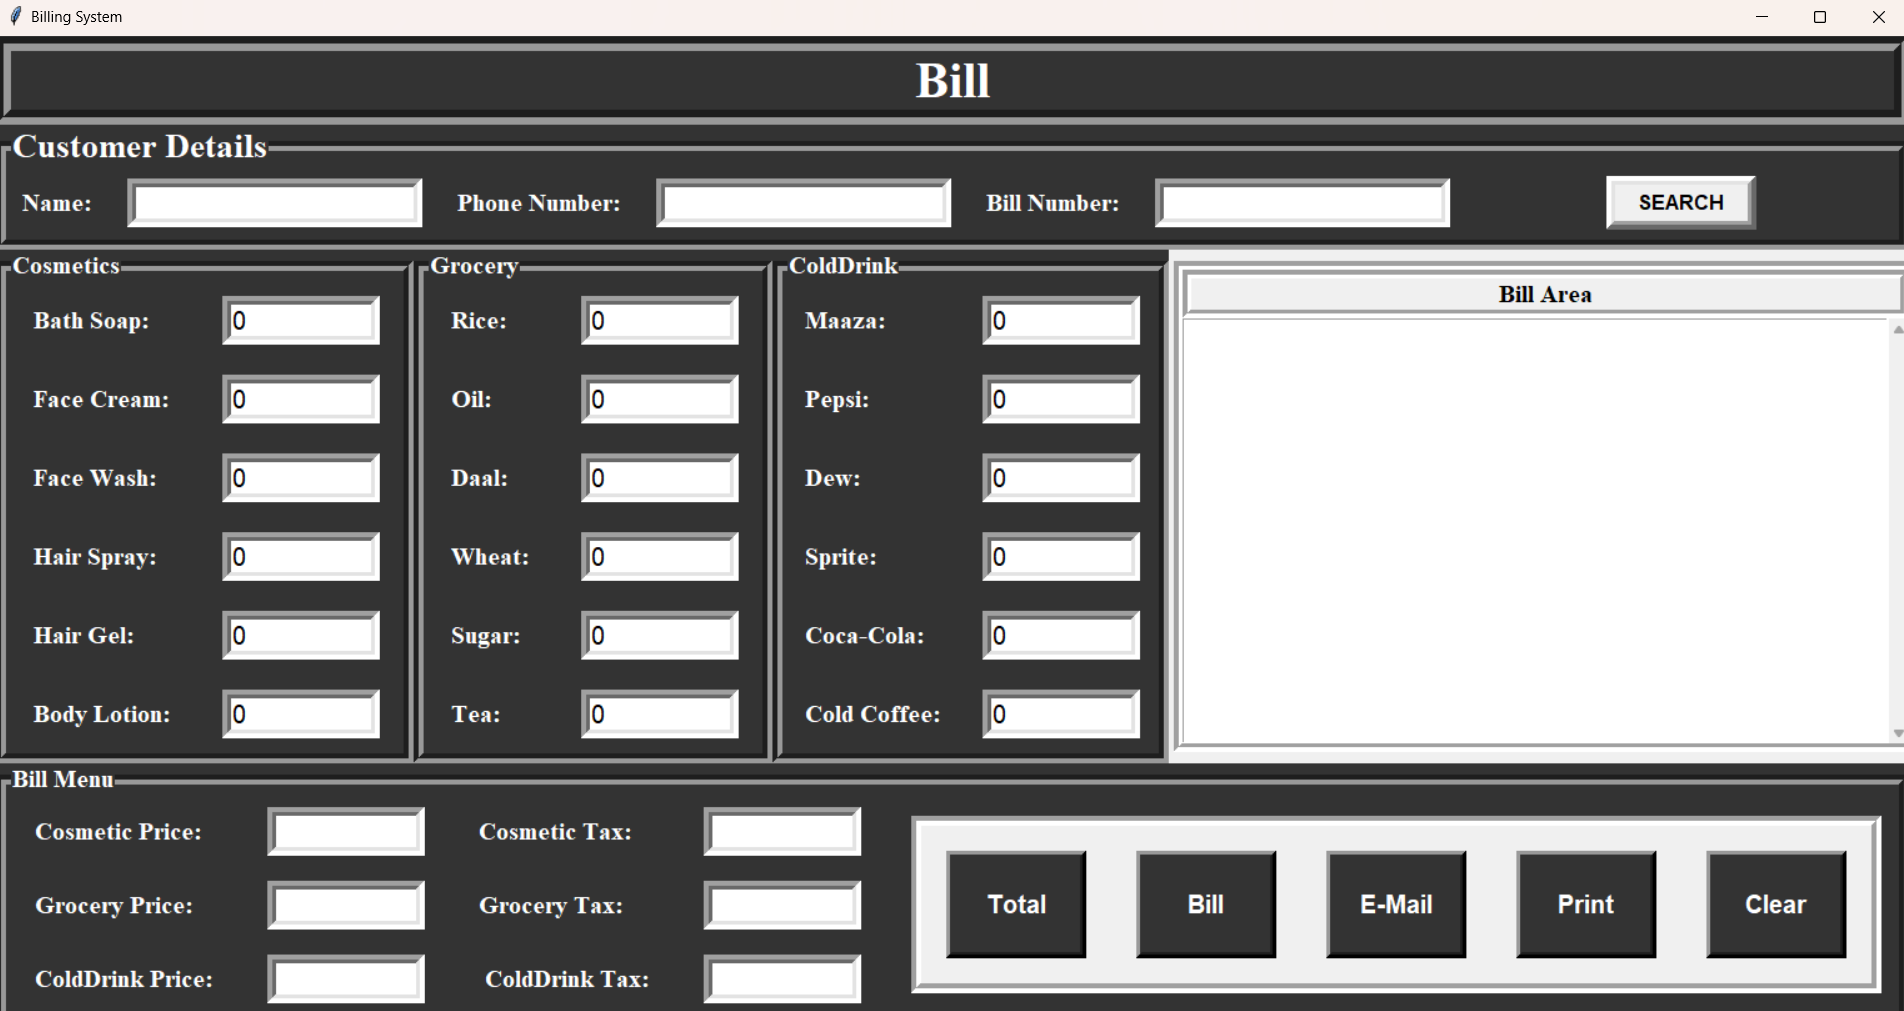 Billing System
Bill
Customer Details
Name: Phone Number: Bill Number: SEARCH
Cosmetics
Bath Soap: 0
Face Cream: 0
Face Wash: 0
Hair Spray: 0
Hair Gel: 0
Body Lotion: 0
Grocery
Rice: 0
Oil: 0
Daal: 0
Wheat: 0
Sugar: 0
Tea: 0
ColdDrink
Maaza: 0
Pepsi: 0
Dew: 0
Sprite: 0
Coca-Cola: 0
Cold Coffee: 0
Bill Area
Bill Menu
Cosmetic Price: Cosmetic Tax:
Grocery Price: Grocery Tax:
ColdDrink Price: ColdDrink Tax:
Total Bill E-Mail Print Clear